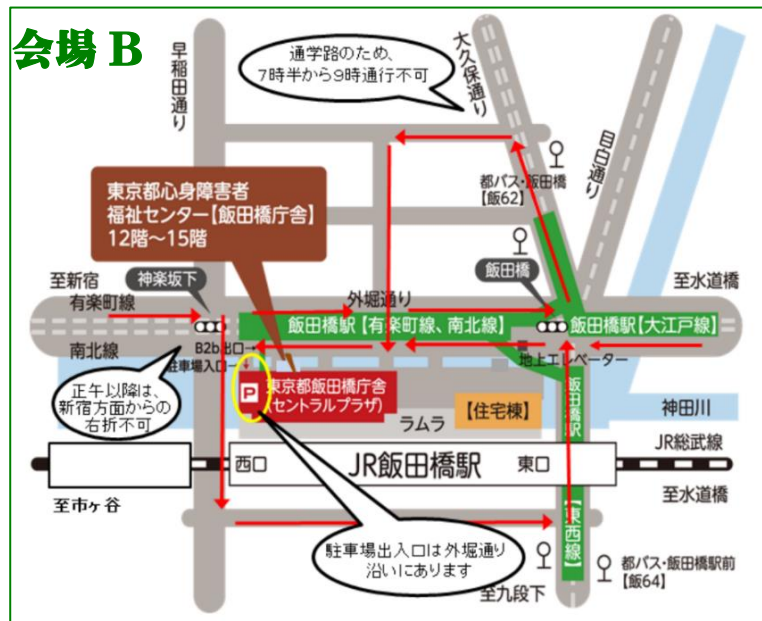 会場 B
早稲田通り
通学路のため、
7時半から9時通行不可
大久保通り
目白通り
都バス・飯田橋
【飯62】
東京都心身障害者
福祉センター【飯田橋庁舎】
12階～15階
至新宿
有楽町線
神楽坂下
外堀通り
飯田橋
至水道橋
飯田橋駅【有楽町線、南北線】
飯田橋駅【大江戸線】
南北線
B2b出口→
駐車場入口→
地上エレベーター
正午以降は、
新宿方面からの
右折不可
P
東京都飯田橋庁舎
(セントラルプラザ)
【住宅棟】
ラムラ
飯田橋駅
【東西線】
神田川
JR総武線
西口
JR飯田橋駅
東口
至市ヶ谷
至水道橋
駐車場出入口は外堀通り
沿いにあります
都バス・飯田橋駅前
【飯64】
至九段下